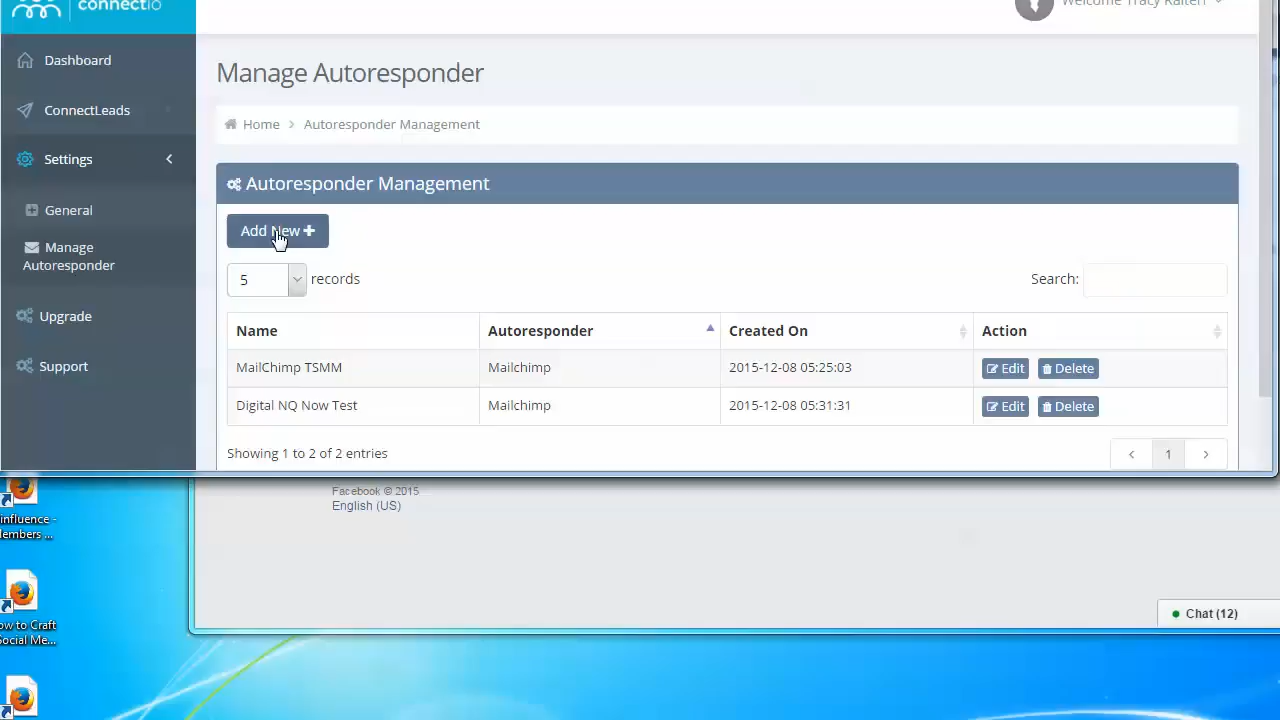 connectio
Welcome Tracy
Dashboard
ConnectLeads
Settings
General
Manage
Autoresponder
Upgrade
Support
Manage Autoresponder
Home > Autoresponder Management
Autoresponder Management
Add New
5 records
Search:
Name Autoresponder Created On Action
MailChimp TSMM Mailchimp 2015-12-08 05:25:03 Edit Delete
Digital NQ Now Test Mailchimp 2015-12-08 05:31:31 Edit Delete
Showing 1 to 2 of 2 entries
< 1 >
Facebook © 2015
English (US)
Chat (12)
influence -
Members ...
ow to Craft
Social Me...